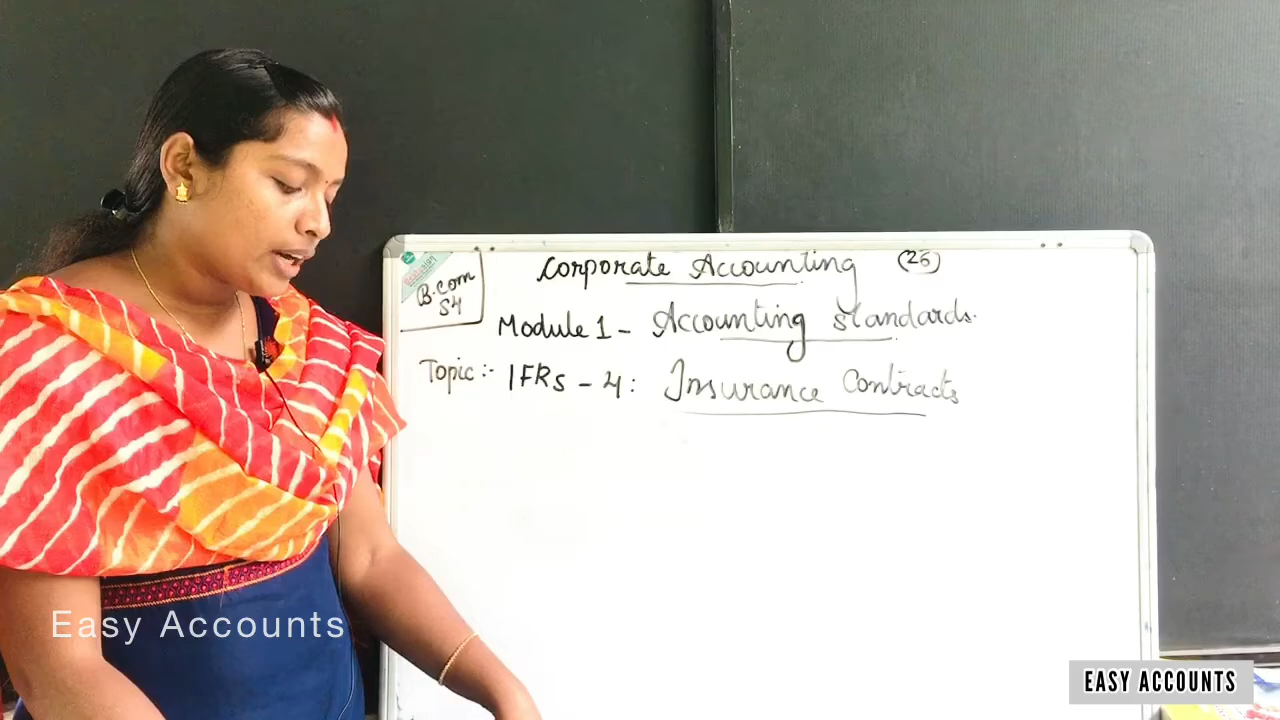 Corporate Accounting (26)
B.com
S4
Module 1 - Accounting Standards.
Topic :- IFRS - 4 : Insurance Contracts
Easy Accounts
EASY ACCOUNTS